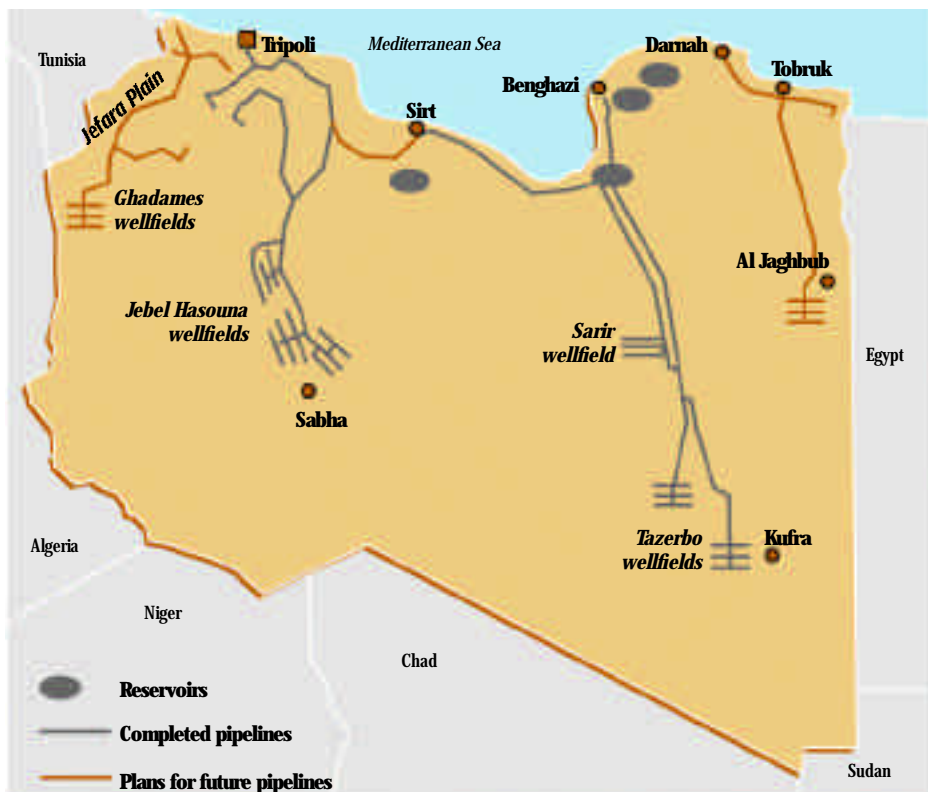 Tunisia
Tripoli
Mediterranean Sea
Darnah
Tobruk
Benghazi
Jefara Plain
Sirt
Ghadames
wellfields
Al Jaghbub
Jebel Hasouna
wellfields
Sarir
wellfield
Egypt
Sabha
Algeria
Tazerbo
wellfields
Kufra
Niger
Chad
Reservoirs
Completed pipelines
Sudan
Plans for future pipelines